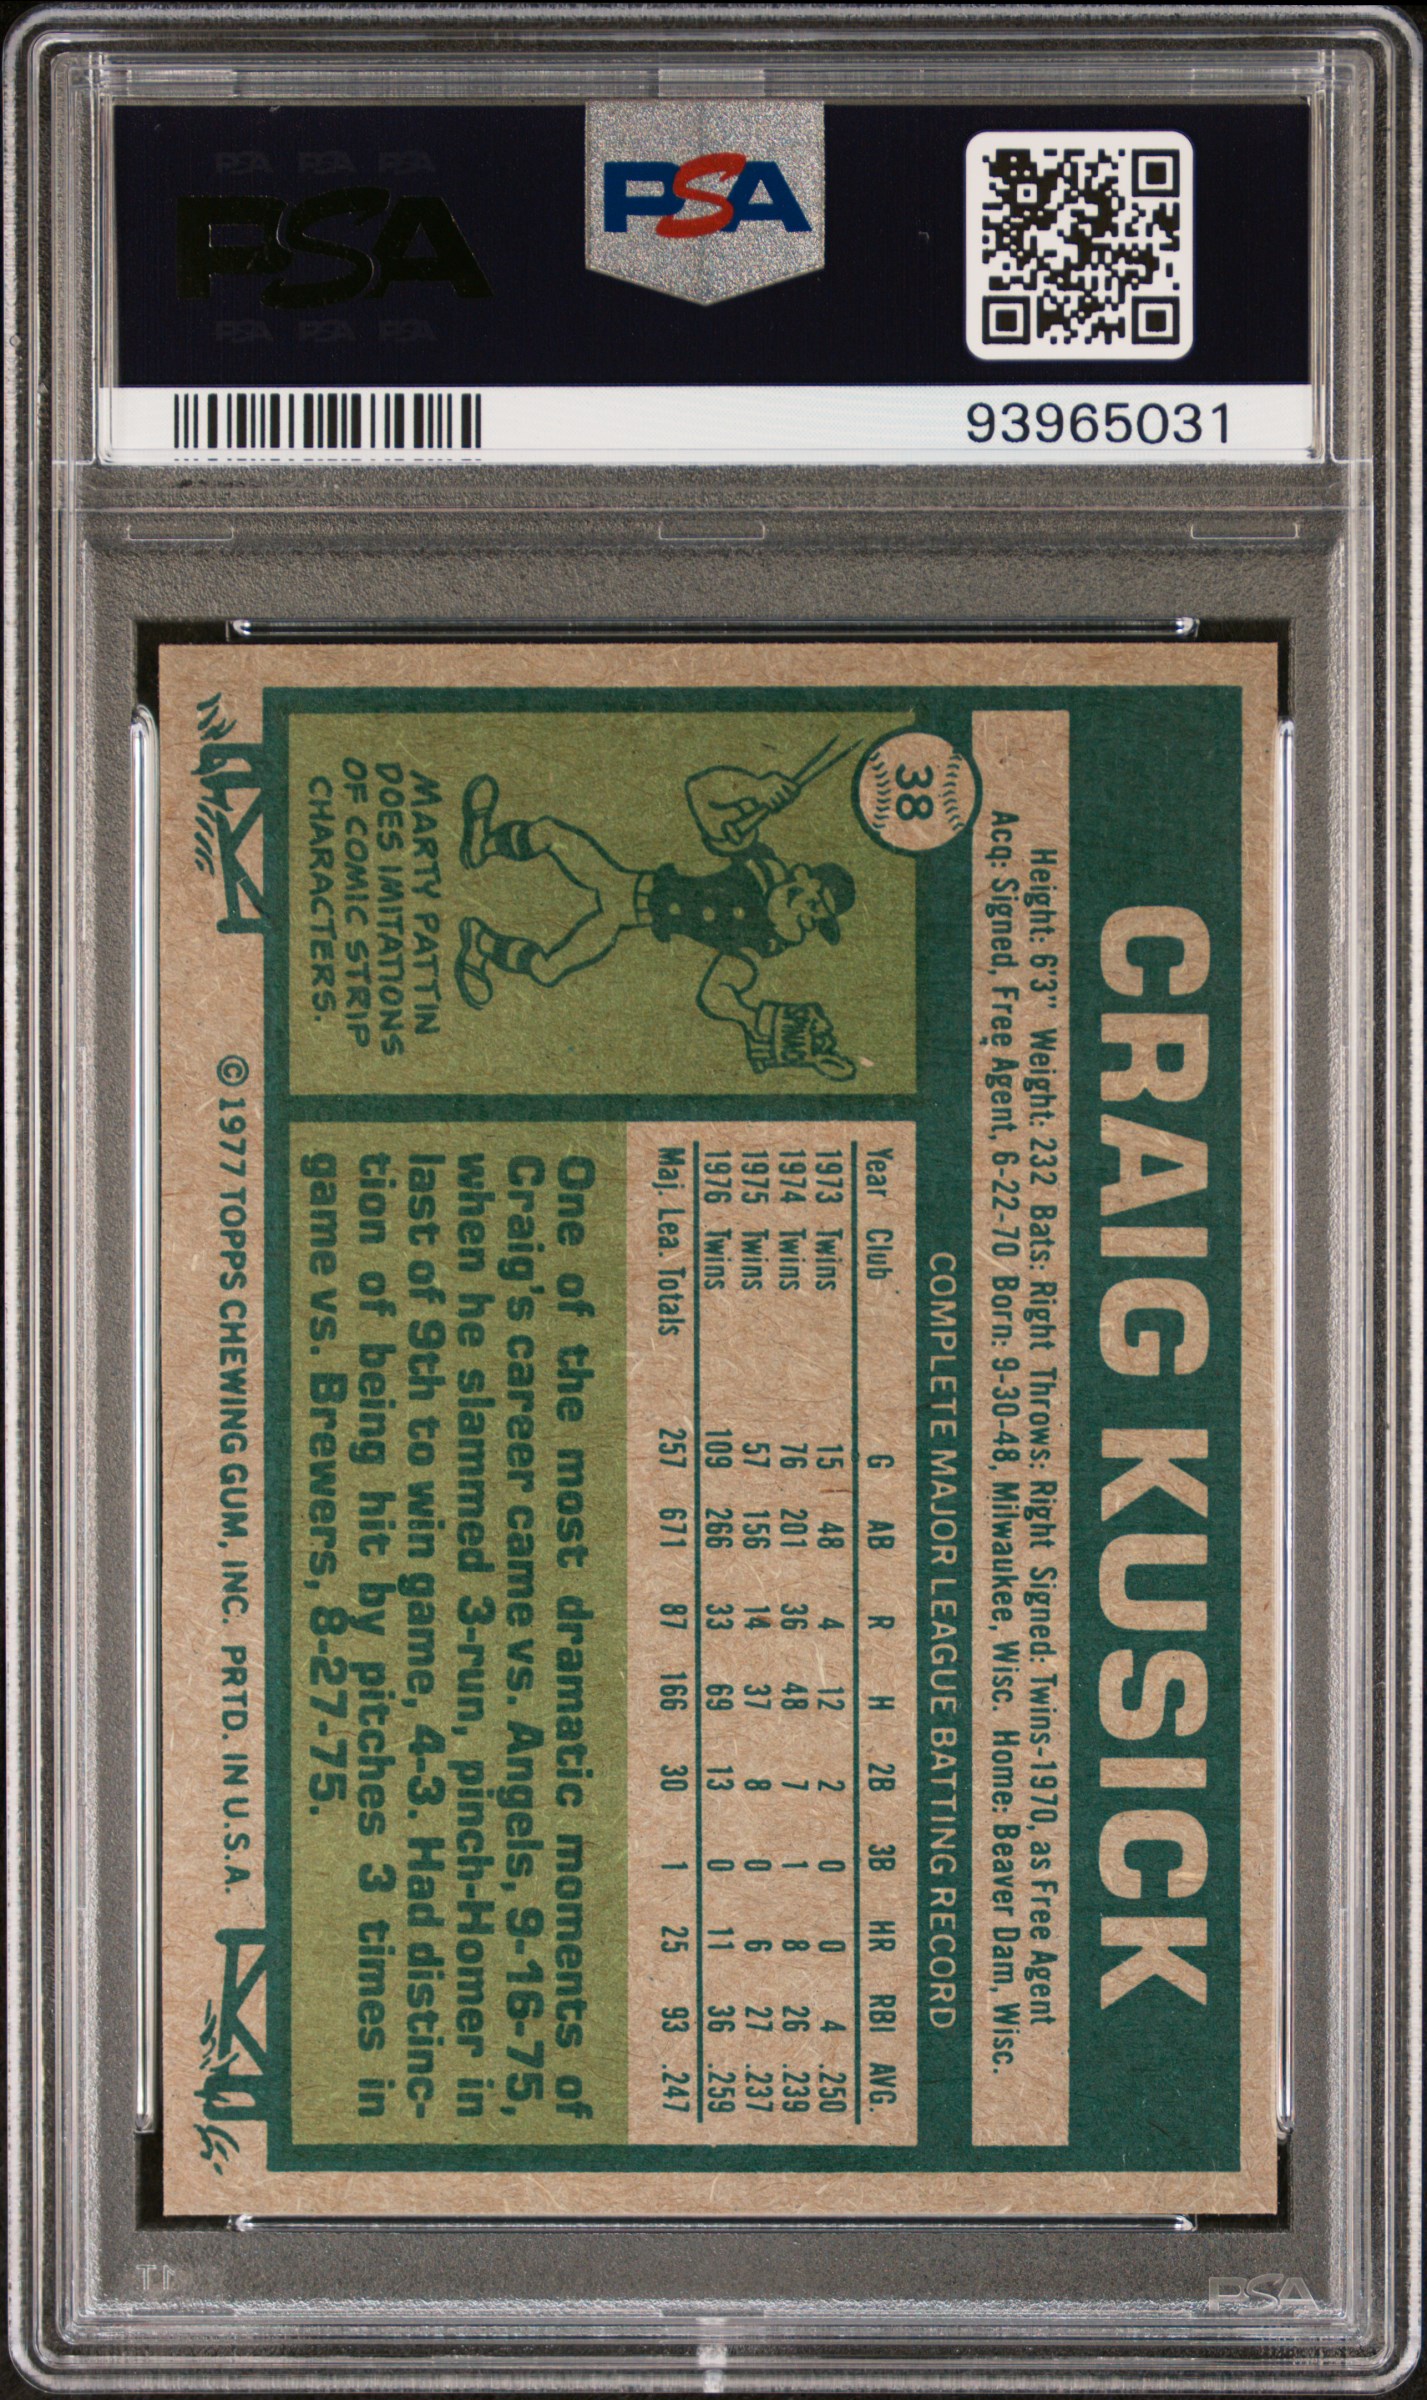 PSA PSA PSA
PSA
PSA PSA PSA
PSA
93965031
CRAIG KUSICK
Height: 6'3" Weight: 232 Bats: Right Throws: Right Signed: Twins-1970, as Free Agent
Acq: Signed, Free Agent, 6-22-70 Born: 9-30-48, Milwaukee, Wisc. Home: Beaver Dam, Wisc.
38
COMPLETE MAJOR LEAGUE BATTING RECORD
Year Club G AB R H 2B 3B HR RBI AVG.
1973 Twins 15 48 4 12 2 0 0 4 .250
1974 Twins 76 201 36 48 7 1 8 26 .239
1975 Twins 57 156 14 37 8 0 6 27 .237
1976 Twins 109 266 33 69 13 0 11 36 .259
Maj. Lea. Totals 257 671 87 166 30 1 25 93 .247
MARTY PATTIN
DOES IMITATIONS
OF COMIC STRIP
CHARACTERS.
One of the most dramatic moments of
Craig's career came vs. Angels, 9-16-75,
when he slammed 3-run, pinch-Homer in
last of 9th to win game, 4-3. Had distinc-
tion of being hit by pitches 3 times in
game vs. Brewers, 8-27-75.
© 1977 TOPPS CHEWING GUM, INC. PRTD. IN U.S.A.
PSA